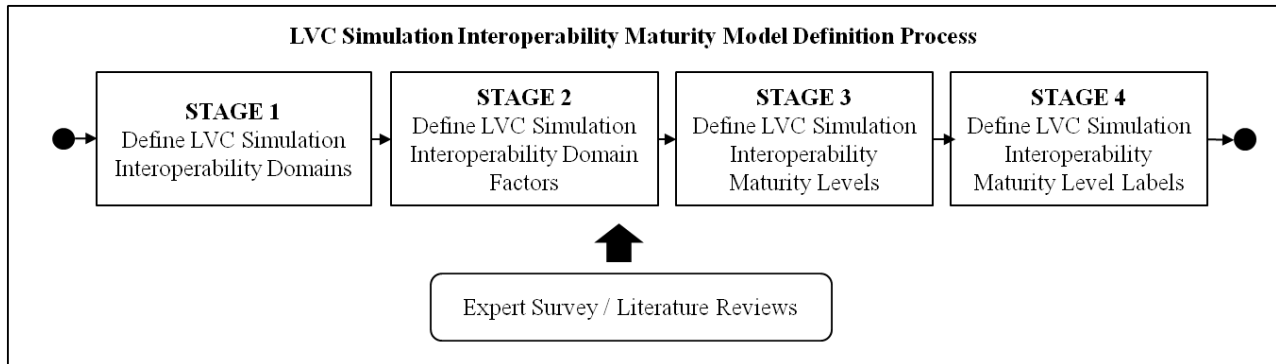 LVC Simulation Interoperability Maturity Model Definition Process
STAGE 1
Define LVC Simulation
Interoperability Domains
STAGE 2
Define LVC Simulation
Interoperability Domain
Factors
STAGE 3
Define LVC Simulation
Interoperability
Maturity Levels
STAGE 4
Define LVC Simulation
Interoperability
Maturity Level Labels
Expert Survey / Literature Reviews